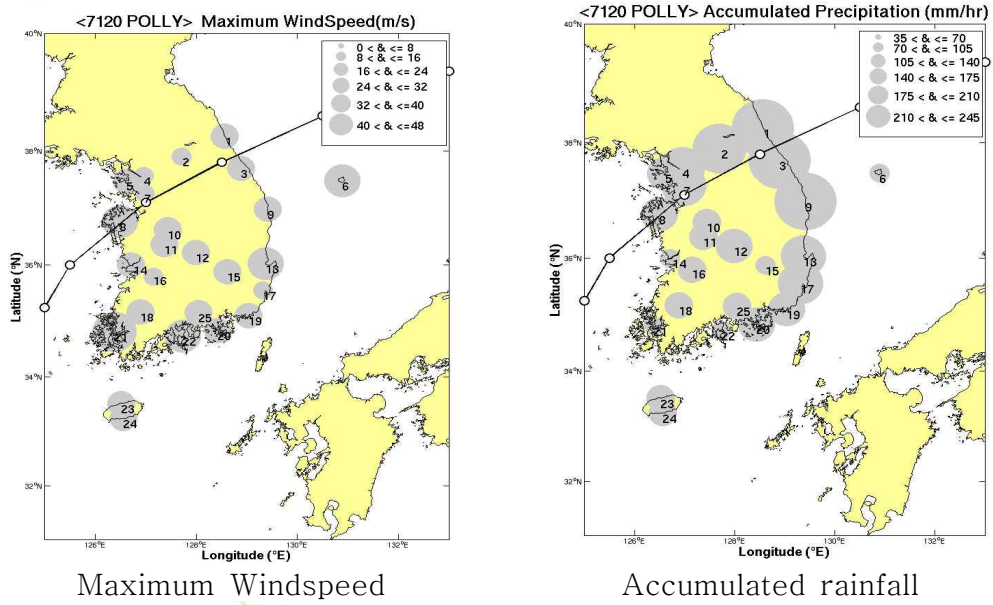 <7120 POLLY> Maximum WindSpeed(m/s)
0 < & <= 8
8 < & <= 16
16 < & <= 24
24 < & <= 32
32 < & <=40
40 < & <=48
40°N
38°N
36°N
34°N
32°N
Latitude (°N)
1
2
3
4
5
6
7
8
9
10
11
12
13
14
15
16
17
18
19
20
21
22
25
23
24
126°E
128°E
130°E
132°E
Longitude (°E)
Maximum Windspeed
<7120 POLLY> Accumulated Precipitation (mm/hr)
35 < & <= 70
70 < & <= 105
105 < & <= 140
140 < & <= 175
175 < & <= 210
210 < & <= 245
40°N
38°N
36°N
34°N
32°N
Latitude (°N)
1
2
3
4
5
6
7
8
9
10
11
12
13
14
15
16
17
18
19
20
21
22
25
23
24
126°E
128°E
130°E
132°E
Longitude (°E)
Accumulated rainfall